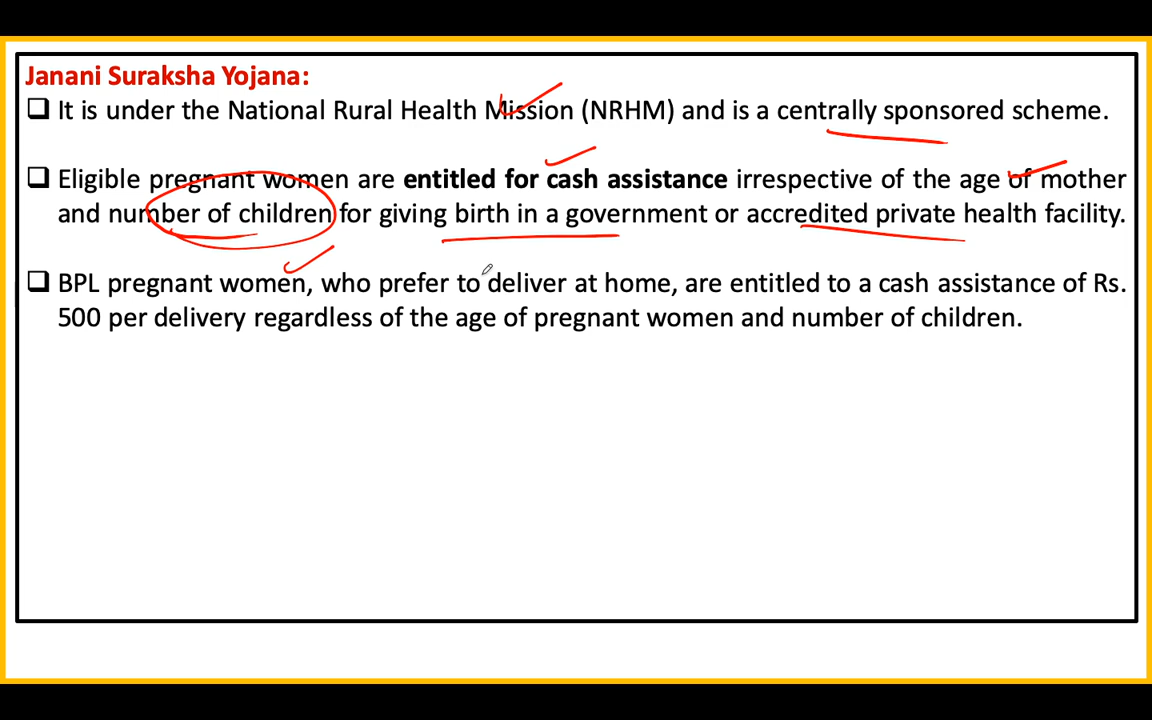 Janani Suraksha Yojana:
❑ It is under the National Rural Health Mission (NRHM) and is a centrally sponsored scheme.
❑ Eligible pregnant women are entitled for cash assistance irrespective of the age of mother
and number of children for giving birth in a government or accredited private health facility.
❑ BPL pregnant women, who prefer to deliver at home, are entitled to a cash assistance of Rs.
500 per delivery regardless of the age of pregnant women and number of children.